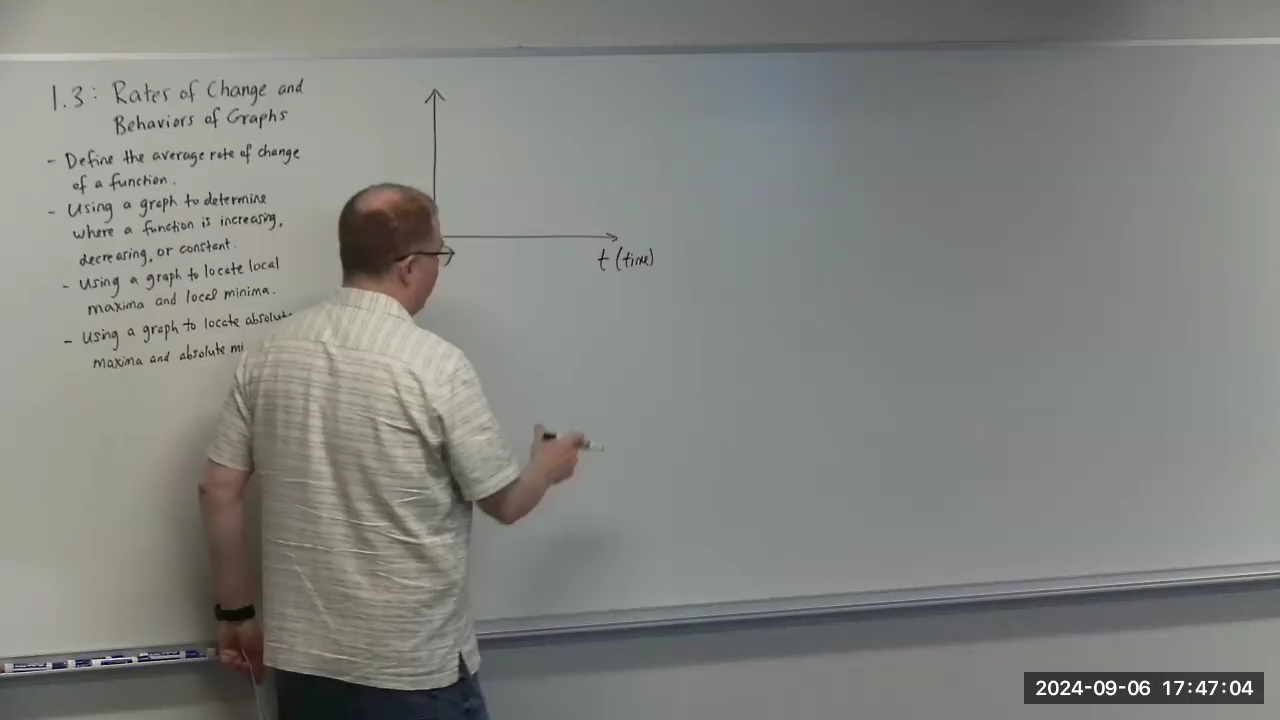 1.3: Rates of Change and
Behaviors of Graphs
- Define the average rate of change
of a function.
- Using a graph to determine
where a function is increasing,
decreasing, or constant.
- Using a graph to locate local
maxima and local minima.
- Using a graph to locate absolut
maxima and absolute mi
t (time)
2024-09-06 17:47:04